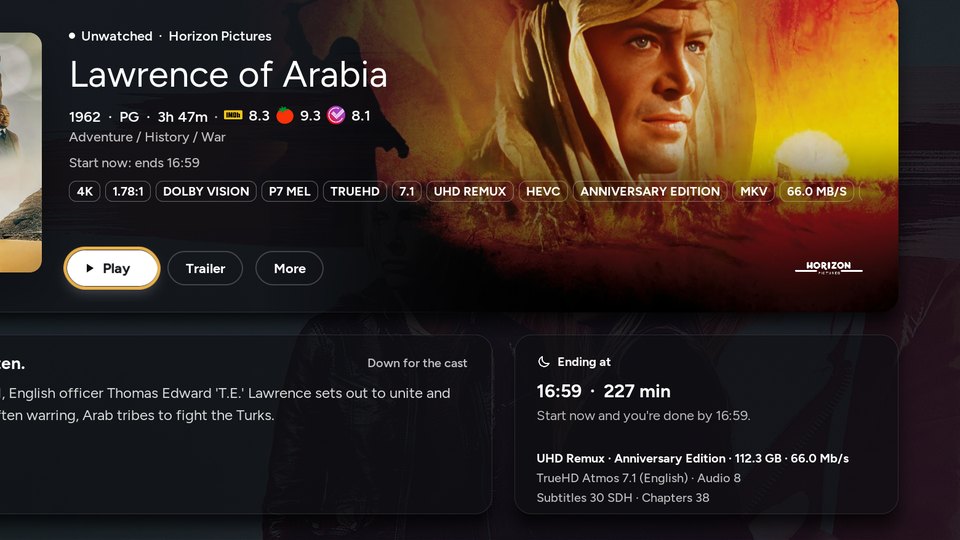 Unwatched · Horizon Pictures
Lawrence of Arabia
1962 · PG · 3h 47m · IMDb 8.3 9.3 8.1
Adventure / History / War
Start now: ends 16:59
4K 1.78:1 DOLBY VISION P7 MEL TRUEHD 7.1 UHD REMUX HEVC ANNIVERSARY EDITION MKV 66.0 MB/S
Play Trailer More
HORIZON
PICTURES
ten.
Down for the cast
l, English officer Thomas Edward 'T.E.' Lawrence sets out to unite and
ften warring, Arab tribes to fight the Turks.
Ending at
16:59 · 227 min
Start now and you're done by 16:59.
UHD Remux · Anniversary Edition · 112.3 GB · 66.0 Mb/s
TrueHD Atmos 7.1 (English) · Audio 8
Subtitles 30 SDH · Chapters 38